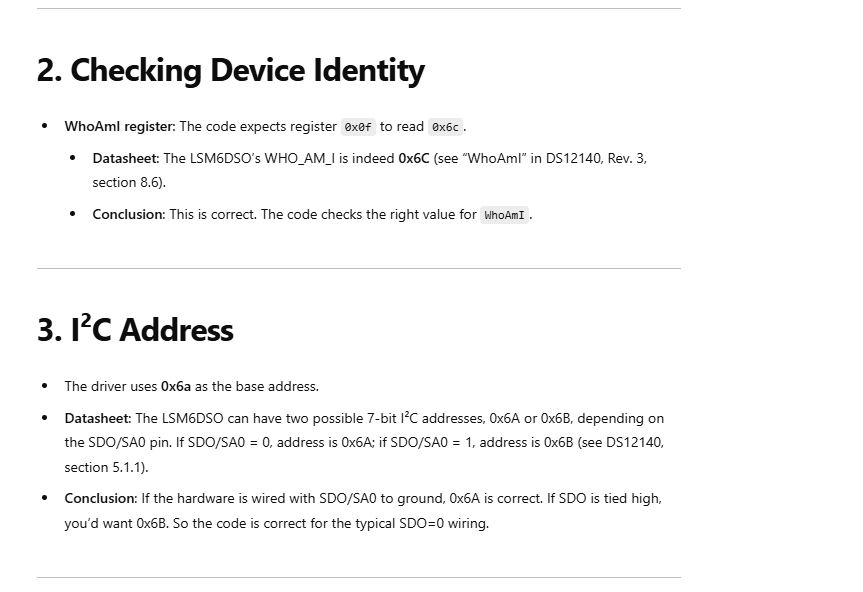 2. Checking Device Identity
• WhoAmI register: The code expects register 0x0f to read 0x6c.
• Datasheet: The LSM6DSO's WHO_AM_I is indeed 0x6C (see “WhoAmI” in DS12140, Rev. 3,
section 8.6).
• Conclusion: This is correct. The code checks the right value for WhoAmI.
3. I²C Address
• The driver uses 0x6a as the base address.
• Datasheet: The LSM6DSO can have two possible 7-bit I²C addresses, 0x6A or 0x6B, depending on
the SDO/SA0 pin. If SDO/SA0 = 0, address is 0x6A; if SDO/SA0 = 1, address is 0x6B (see DS12140,
section 5.1.1).
• Conclusion: If the hardware is wired with SDO/SA0 to ground, 0x6A is correct. If SDO is tied high,
you'd want 0x6B. So the code is correct for the typical SDO=0 wiring.